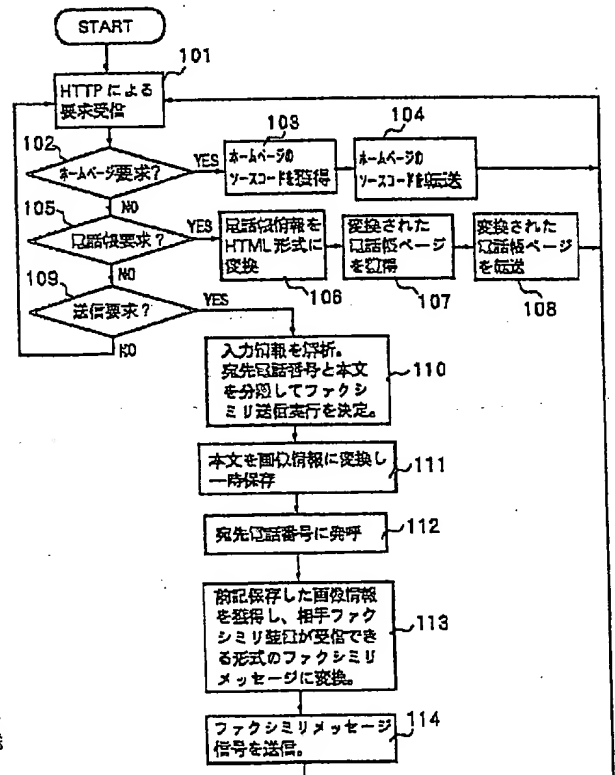 START
101
HTTPによる
要求受信
102
ホームページ要求?
YES
103
ホームページの
ソースコードを獲得
104
ホームページの
ソースコードを転送
NO
105
電話帳要求?
YES
電話帳情報を
HTML形式に
変換
106
変換された
電話帳ページ
を獲得
107
変換された
電話帳ページ
を転送
108
NO
109
送信要求?
YES
NO
入力情報を解析。
宛先電話番号と本文
を分離してファクシ
ミリ送信実行を決定。
110
本文を画像情報に変換し
一時保存
111
宛先電話番号に発呼
112
前記保存した画像情報
を獲得し、相手ファク
シミリ装置が受信でき
る形式のファクシミリ
メッセージに変換。
113
ファクシミリメッセージ
信号を送信。
114